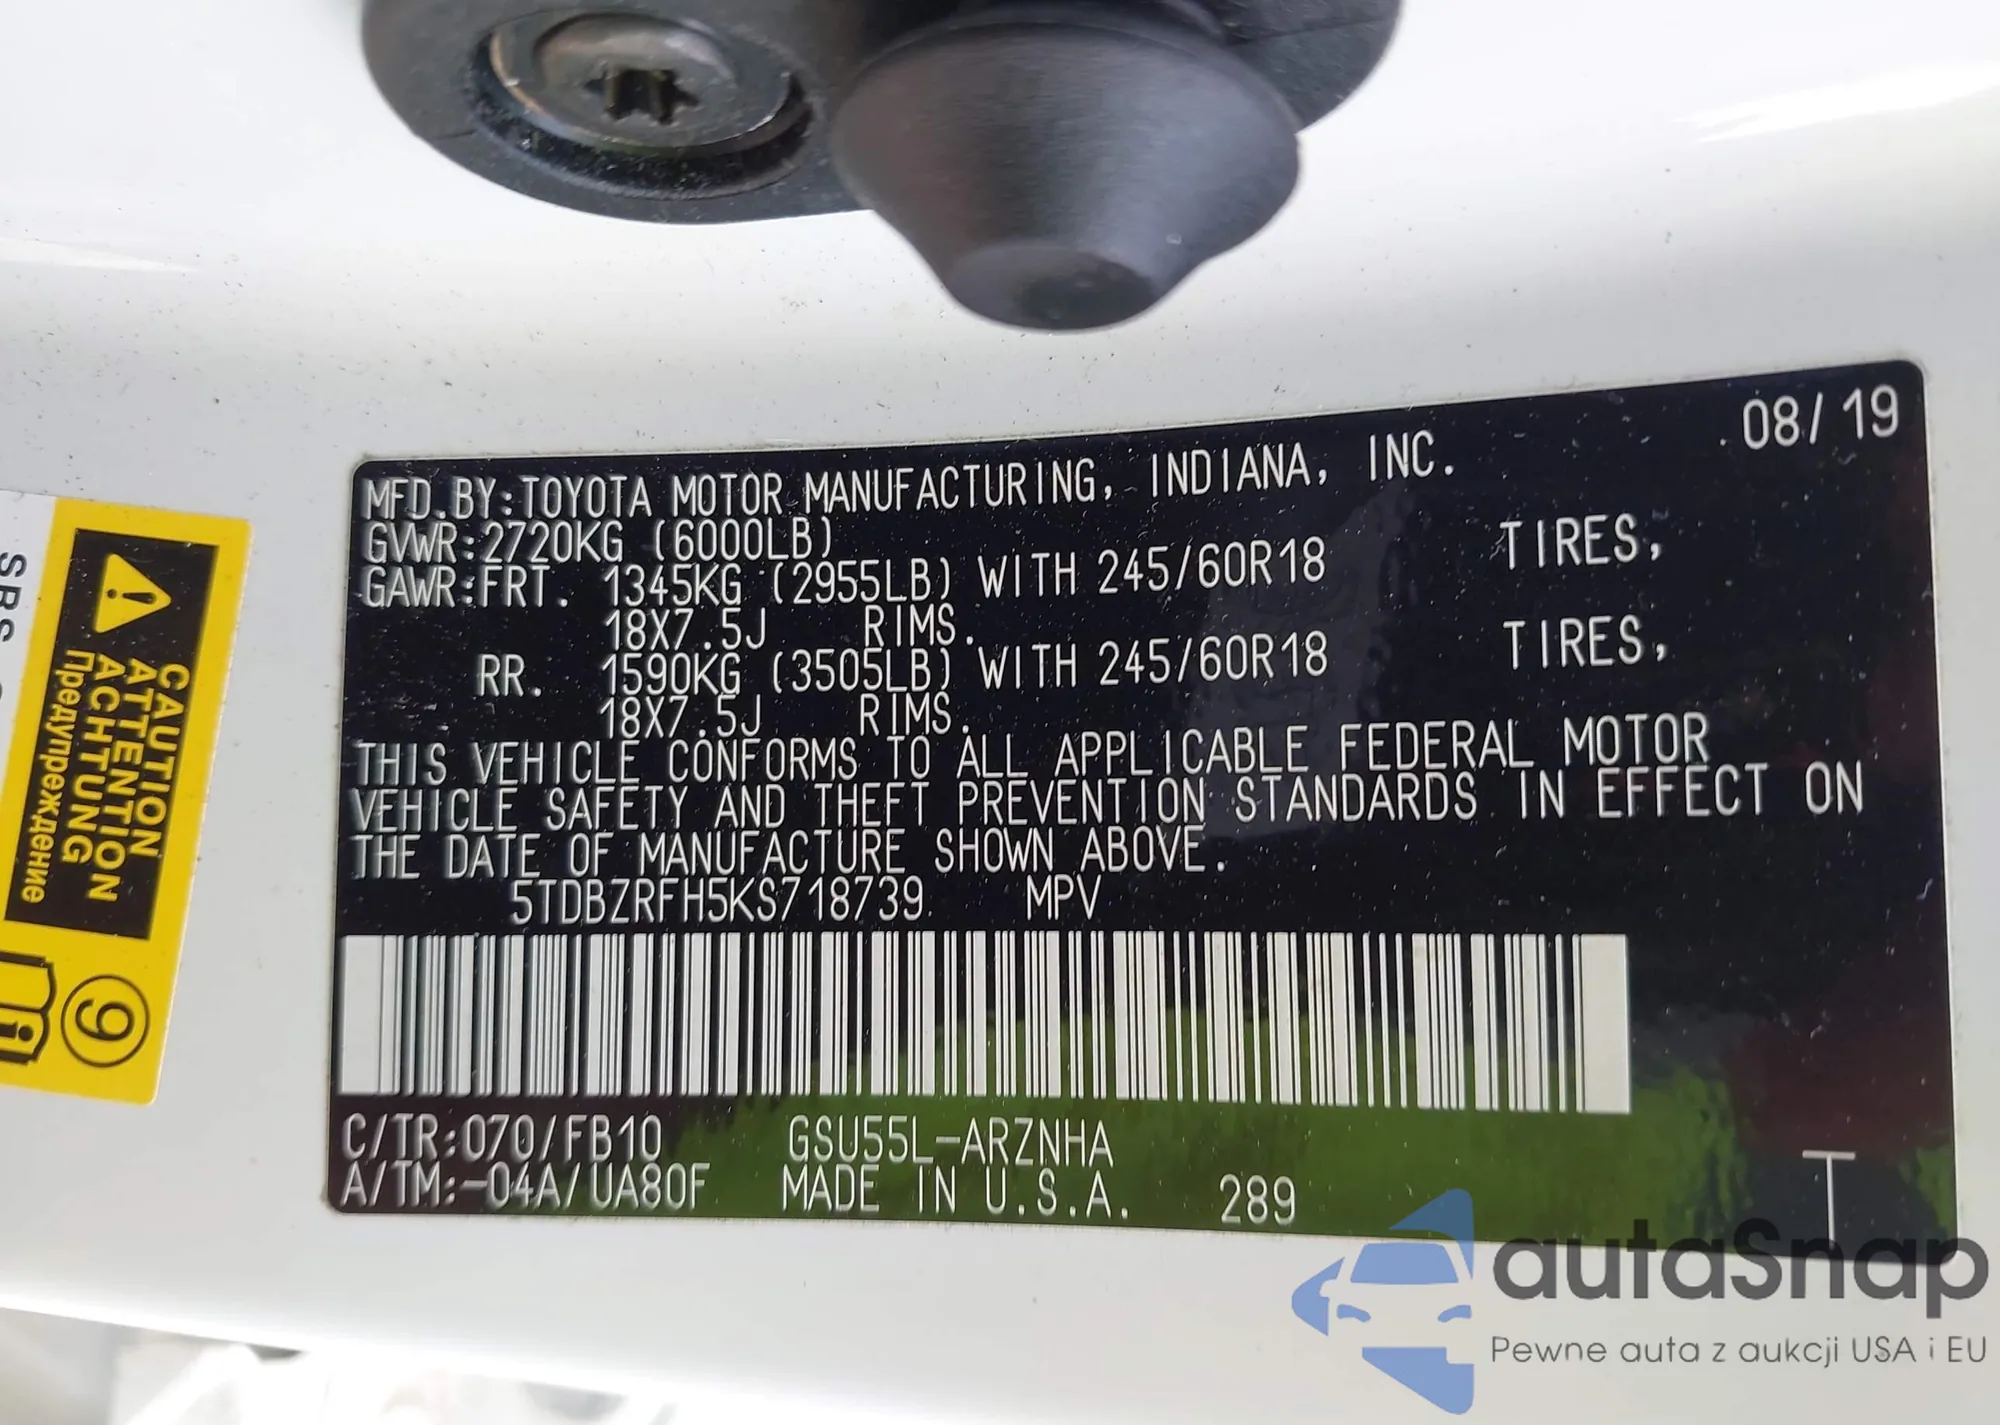 08/19
MFD.BY:TOYOTA MOTOR MANUFACTURING, INDIANA, INC.
GVWR:2720KG (6000LB)
GAWR:FRT. 1345KG (2955LB) WITH 245/60R18 TIRES,
18X7.5J RIMS.
RR. 1590KG (3505LB) WITH 245/60R18 TIRES,
18X7.5J RIMS.
THIS VEHICLE CONFORMS TO ALL APPLICABLE FEDERAL MOTOR
VEHICLE SAFETY AND THEFT PREVENTION STANDARDS IN EFFECT ON
THE DATE OF MANUFACTURE SHOWN ABOVE.
5TDBZRFH5KS718739 MPV
C/TR:070/FB10 GSU55L-ARZNHA
A/TM:-04A/UA80F MADE IN U.S.A. 289
T
CAUTION
ATTENTION
ACHTUNG
Предупреждение
9
SRS
autoSnap
Pewne auta z aukcji USA i EU